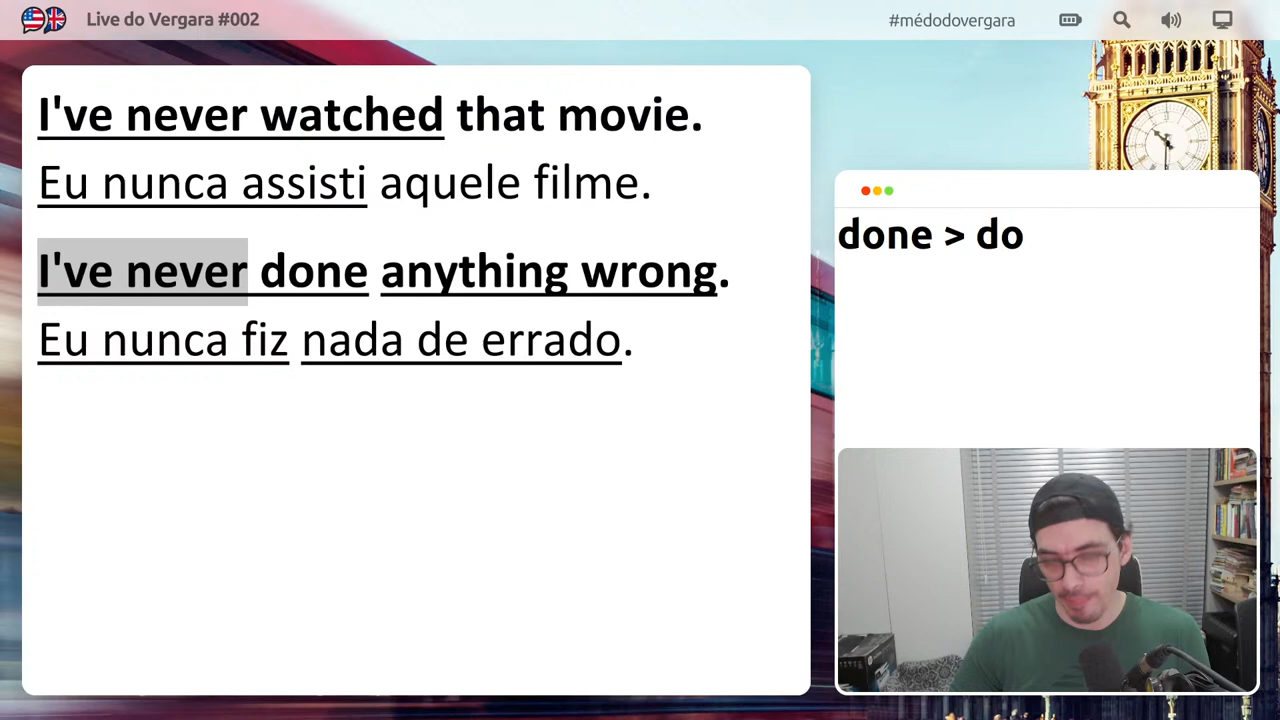 Live do Vergara #002
#médodovergara
I've never watched that movie.
Eu nunca assisti aquele filme.
I've never done anything wrong.
Eu nunca fiz nada de errado.
done > do